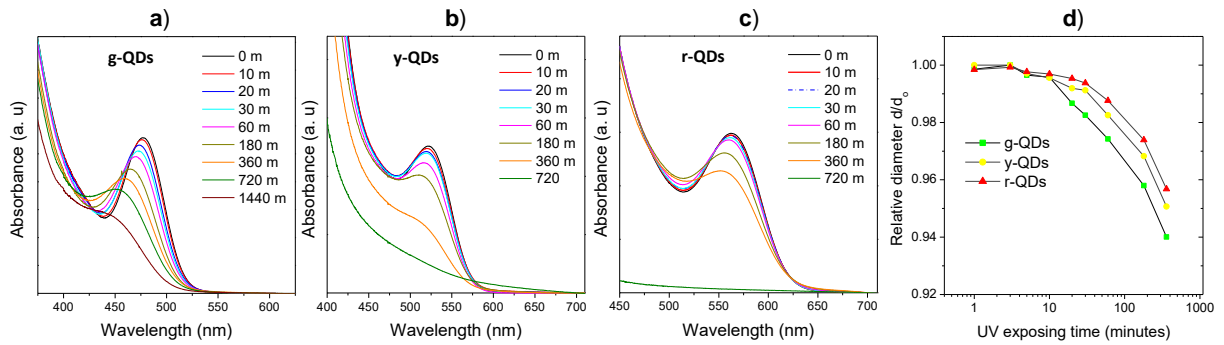 a)
g-QDs
0 m
10 m
20 m
30 m
60 m
180 m
360 m
720 m
1440 m
Absorbance (a. u)
400 450 500 550 600
Wavelength (nm)
b)
y-QDs
0 m
10 m
20 m
30 m
60 m
180 m
360 m
720
Absorbance (a. u)
400 450 500 550 600 650 700
Wavelength (nm)
c)
r-QDs
0 m
10 m
20 m
30 m
60 m
180 m
360 m
720 m
Absorbance (a. u)
450 500 550 600 650 700
Wavelength (nm)
d)
Relative diameter d/do
1.00
0.98
0.96
0.94
0.92
g-QDs
y-QDs
r-QDs
1 10 100 1000
UV exposing time (minutes)